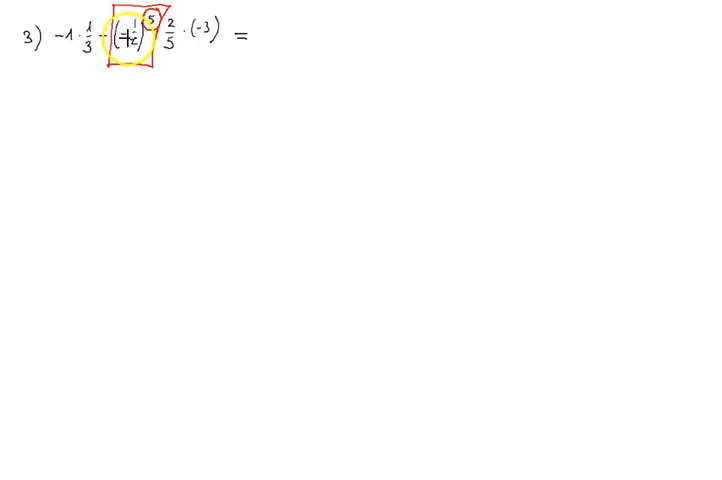 3) -1 · 1/3 - (-1/2)^5 · 2/5 · (-3) =